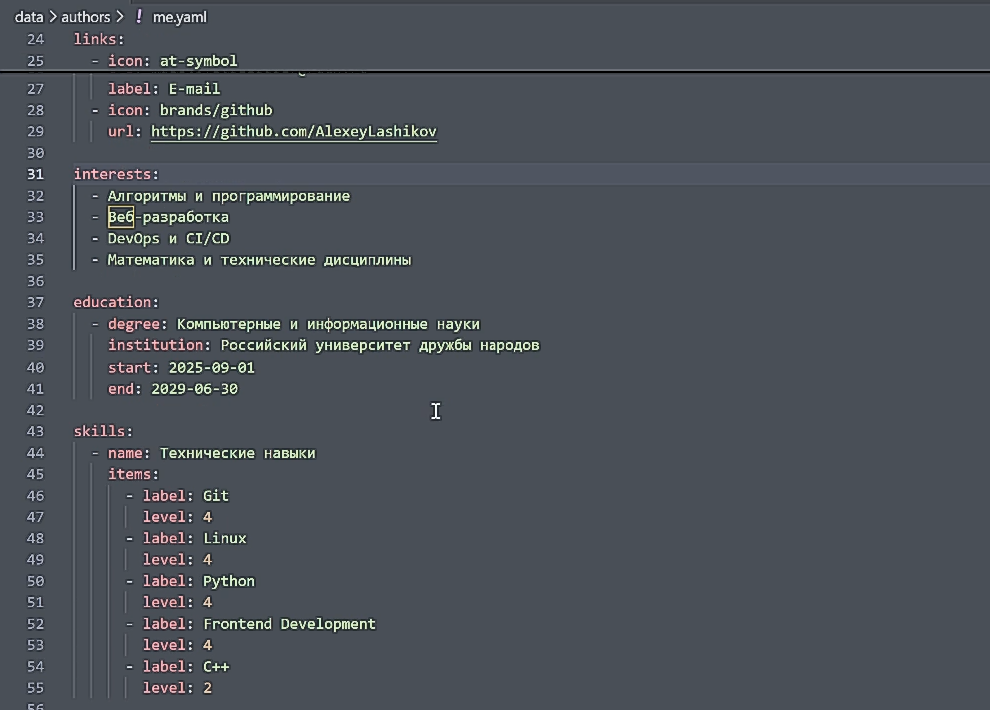 data > authors > ! me.yaml
24 links:
25 - icon: at-symbol
27 label: E-mail
28 - icon: brands/github
29 url: https://github.com/AlexeyLashikov
30
31 interests:
32 - Алгоритмы и программирование
33 - Веб-разработка
34 - DevOps и CI/CD
35 - Математика и технические дисциплины
36
37 education:
38 - degree: Компьютерные и информационные науки
39 institution: Российский университет дружбы народов
40 start: 2025-09-01
41 end: 2029-06-30
42
43 skills:
44 - name: Технические навыки
45 items:
46 - label: Git
47 level: 4
48 - label: Linux
49 level: 4
50 - label: Python
51 level: 4
52 - label: Frontend Development
53 level: 4
54 - label: C++
55 level: 2
56